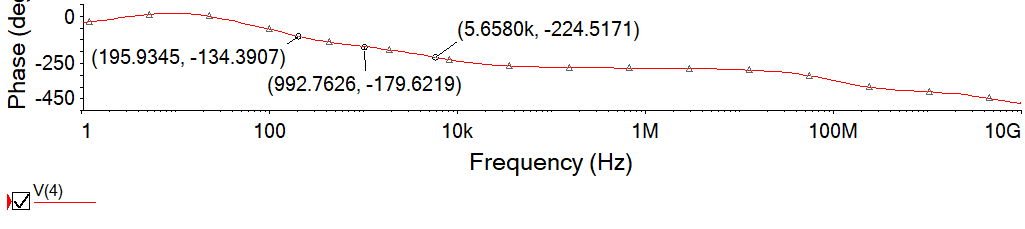 Phase (deg
0
-250
-450
(5.6580k, -224.5171)
(195.9345, -134.3907)
(992.7626, -179.6219)
1 100 10k 1M 100M 10G
Frequency (Hz)
V(4)